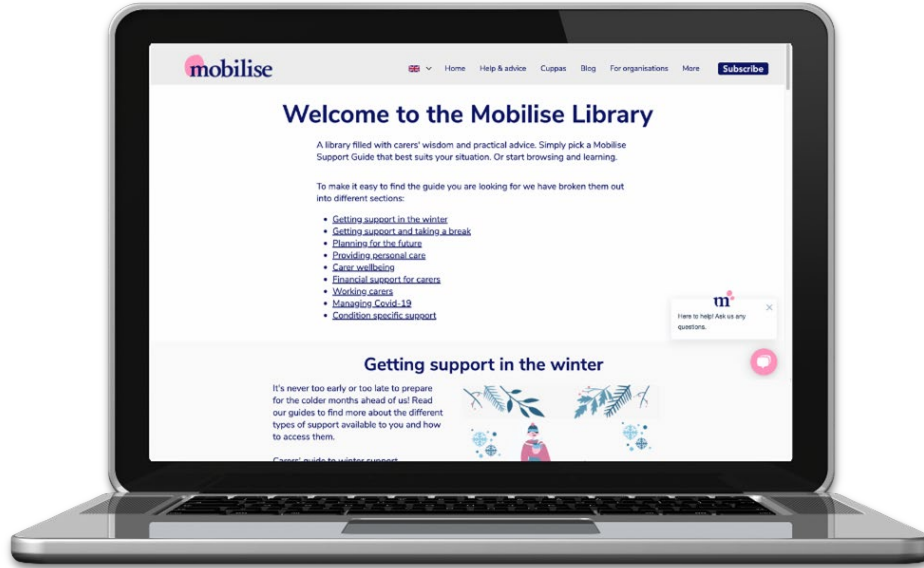 mobilise
Home Help & advice Cuppas Blog For organisations More Subscribe
Welcome to the Mobilise Library
A library filled with carers' wisdom and practical advice. Simply pick a Mobilise
Support Guide that best suits your situation. Or start browsing and learning.
To make it easy to find the guide you are looking for we have broken them out
into different sections:
Getting support in the winter
Getting support and taking a break
Planning for the future
Providing personal care
Carer wellbeing
Financial support for carers
Working carers
Managing Covid-19
Condition specific support
m
Here to help! Ask us any
questons.
Getting support in the winter
It's never too early or too late to prepare
for the colder months ahead of us! Read
our guides to find more about the different
types of support available to you and how
to access them.
Carers' guide to winter support